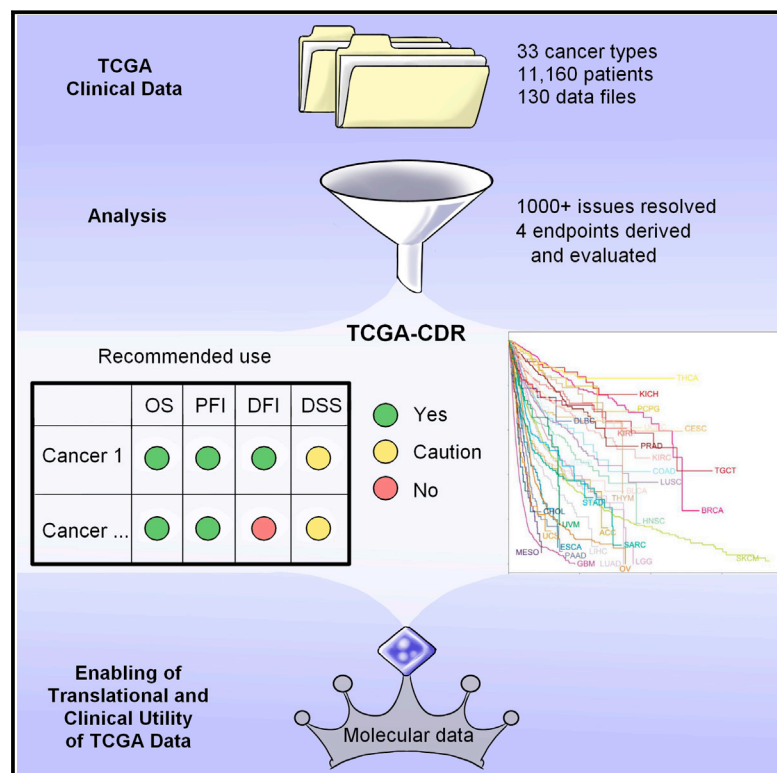 TCGA
Clinical Data
33 cancer types
11,160 patients
130 data files
Analysis
1000+ issues resolved
4 endpoints derived
and evaluated
TCGA-CDR
Recommended use
OS PFI DFI DSS
Cancer 1
Cancer ...
Yes
Caution
No
THCA
KICH
PCPG
DLBC
CESC
KIRP
PRAD
KIRC
COAD
TGCT
LUSC
BLCA
STAD
THYM
BRCA
CHOL
HNSC
UVM
ACC
UCS
MESO
ESCA
SARC
LIHC
PAAD
SKCM
GBM
LUAD
LGG
OV
Enabling of
Translational and
Clinical Utility
of TCGA Data
Molecular data